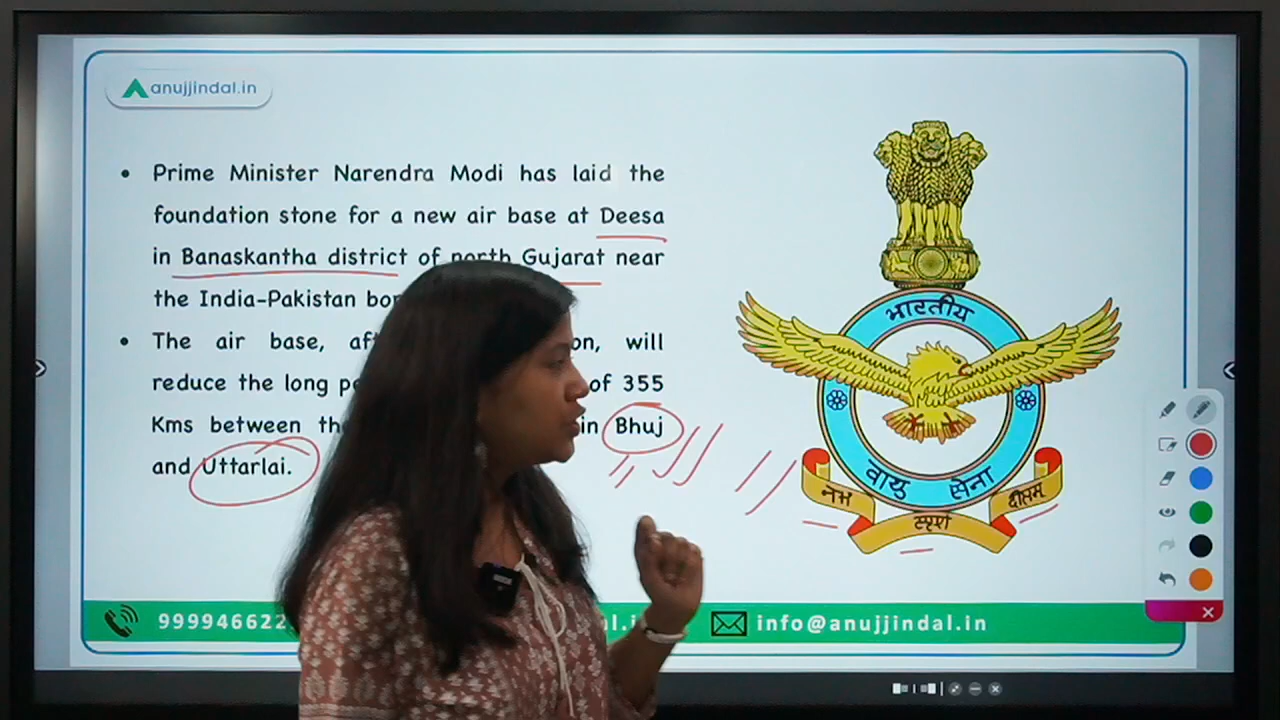 anujjindal.in
Prime Minister Narendra Modi has laid the
foundation stone for a new air base at Deesa
in Banaskantha district of north Gujarat near
the India-Pakistan
The air base, will
reduce the long of 355
Kms between in Bhuj
and Uttarlai.
भारतीय
वायु सेना
नभ स्पृशं दीप्तम्
info@anujjindal.in